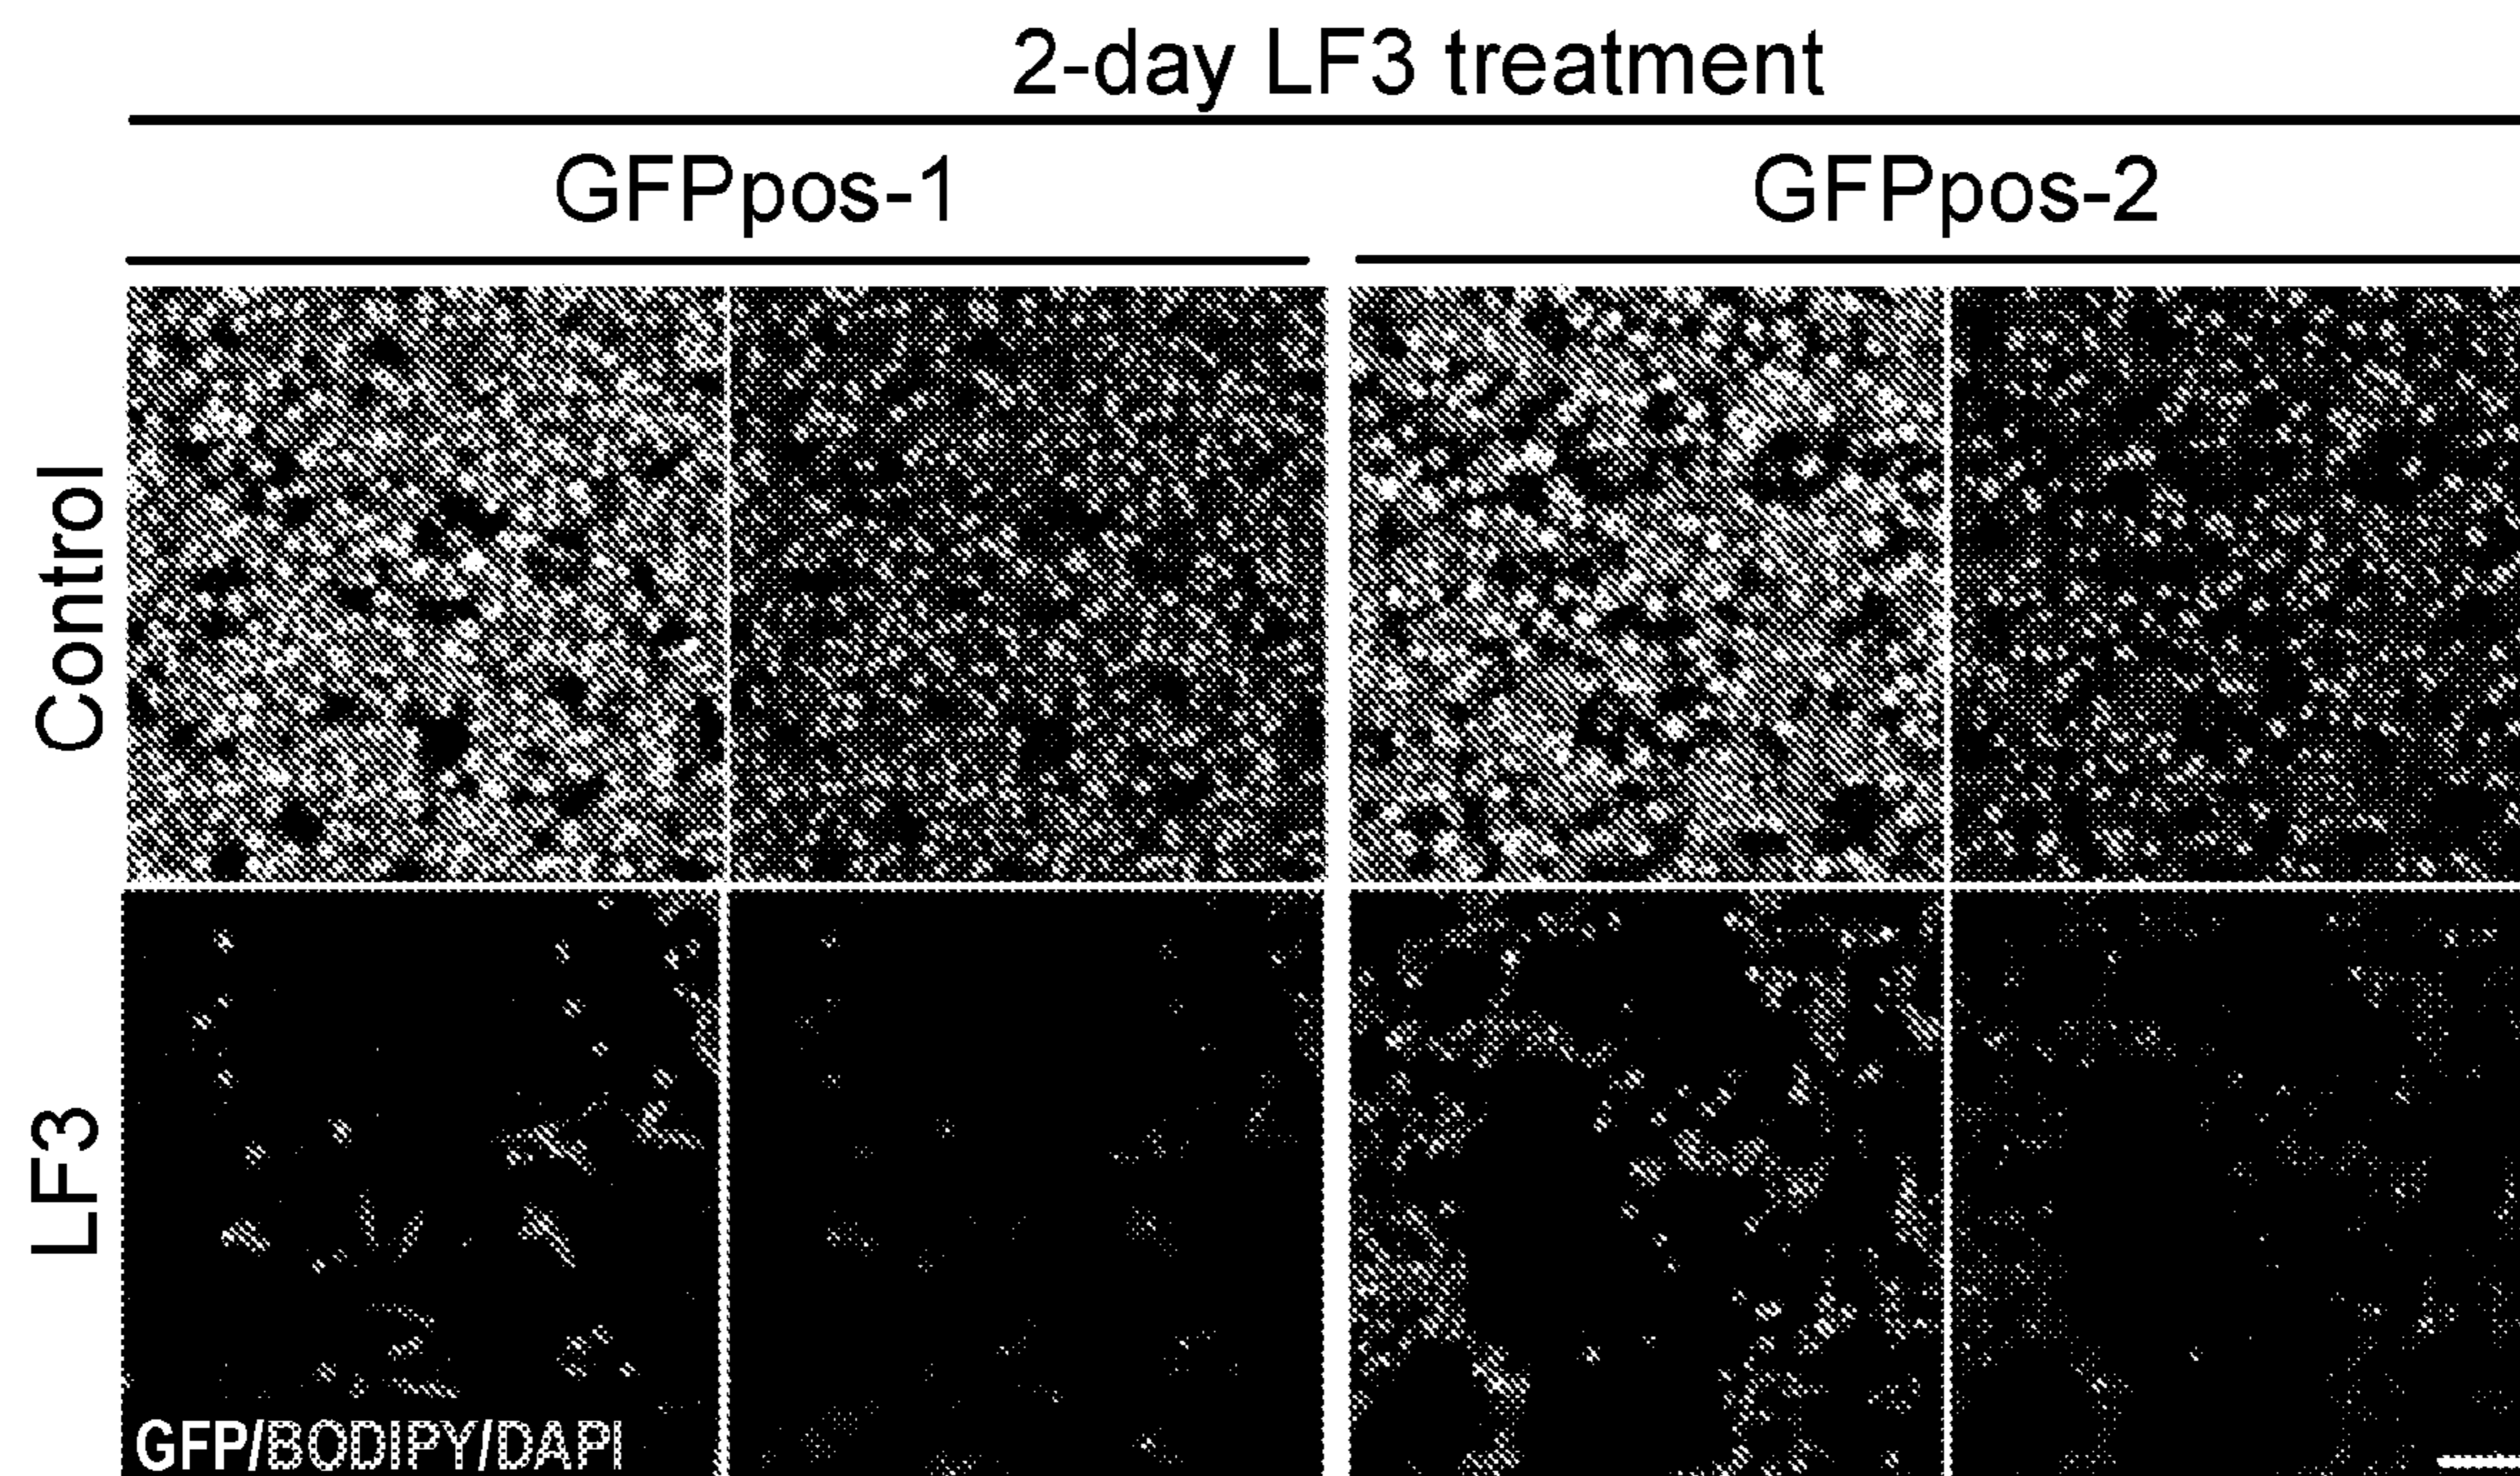 2-day LF3 treatment
GFPpos-1
GFPpos-2
Control
LF3
GFP/BODIPY/DAPI